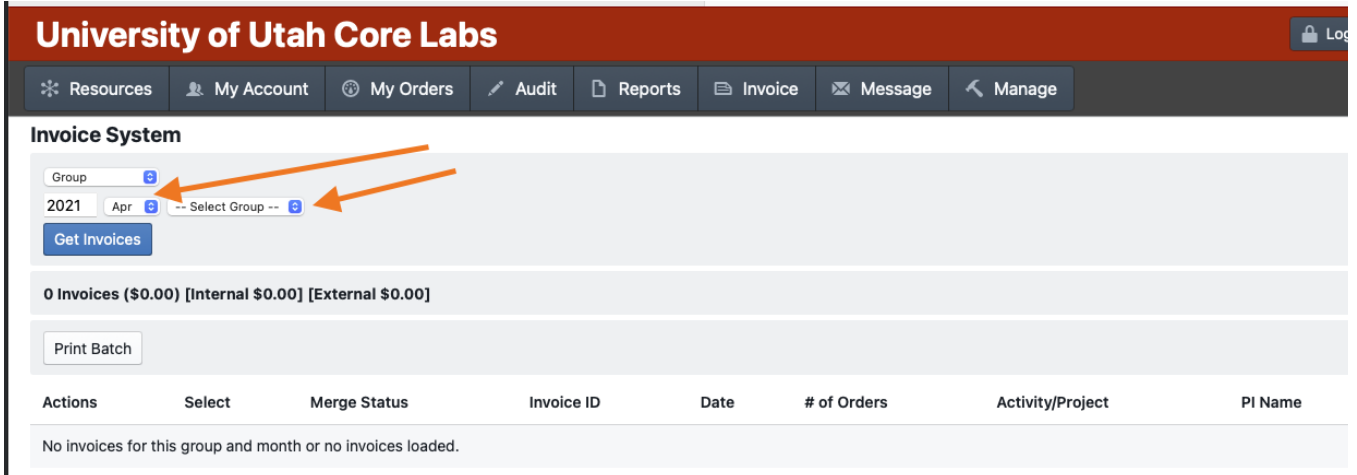 University of Utah Core Labs
Resources My Account My Orders Audit Reports Invoice Message Manage
Invoice System
Group
2021 Apr -- Select Group --
Get Invoices
0 Invoices ($0.00) [Internal $0.00] [External $0.00]
Print Batch
Actions Select Merge Status Invoice ID Date # of Orders Activity/Project PI Name
No invoices for this group and month or no invoices loaded.